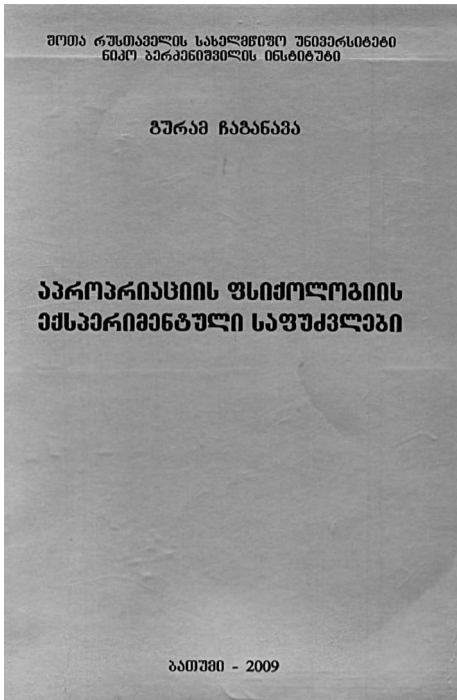 შოთა რუსთაველის სახელმწიფო უნივერსიტეტი
ნიკო ბერძენიშვილის ინსტიტუტი
გურამ ჩაგანავა
აპროპრიაციის ფსიქოლოგიის
ექსპერიმენტული საფუძვლები
ბათუმი - 2009